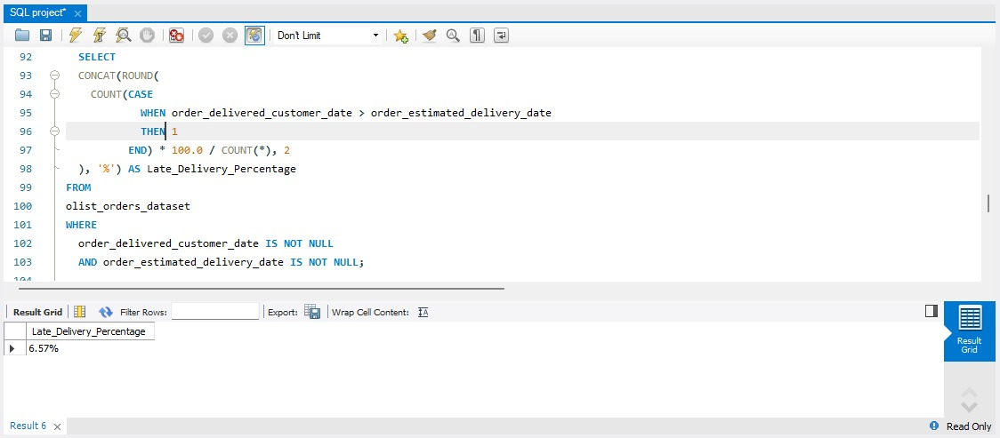 SQL project*
Don't Limit
92 SELECT
93 CONCAT(ROUND(
94 COUNT(CASE
95 WHEN order_delivered_customer_date > order_estimated_delivery_date
96 THEN 1
97 END) * 100.0 / COUNT(*), 2
98 ), '%') AS Late_Delivery_Percentage
99 FROM
100 olist_orders_dataset
101 WHERE
102 order_delivered_customer_date IS NOT NULL
103 AND order_estimated_delivery_date IS NOT NULL;
104
Result Grid Filter Rows: Export: Wrap Cell Content:
Late_Delivery_Percentage
6.57%
Result
Grid
Result 6
Read Only